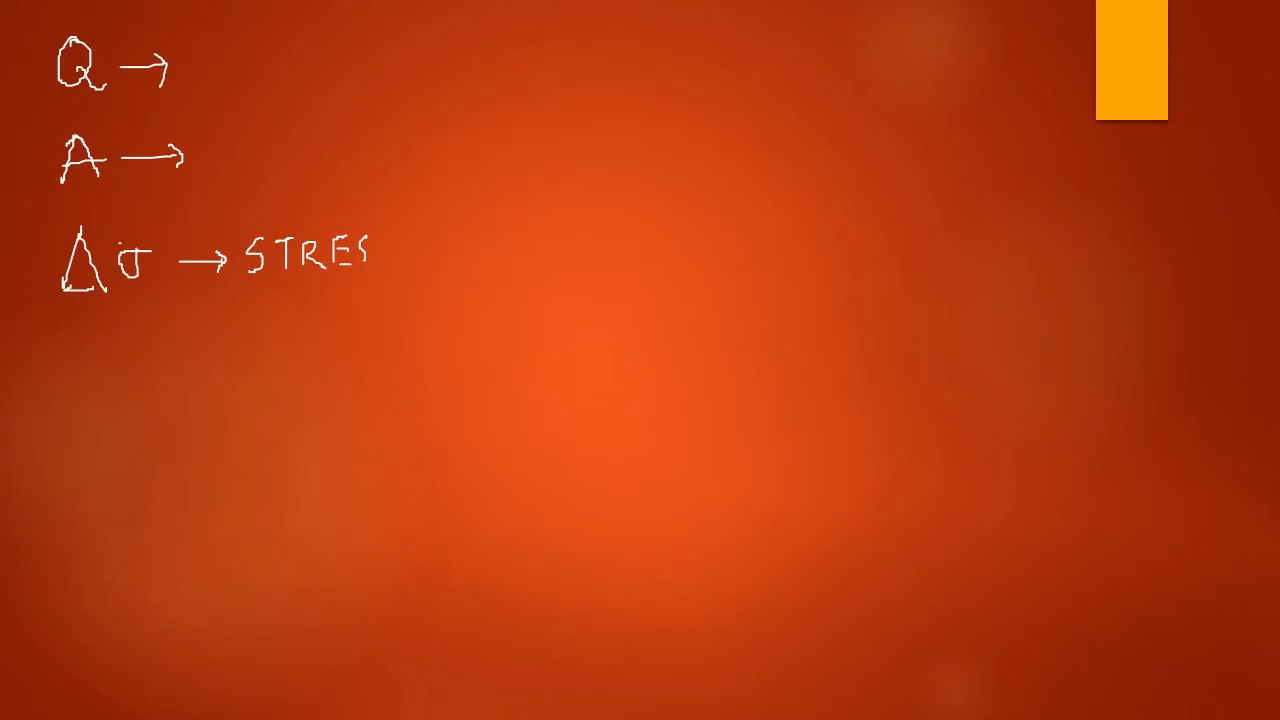 Q →
A →
Δσ → STRES